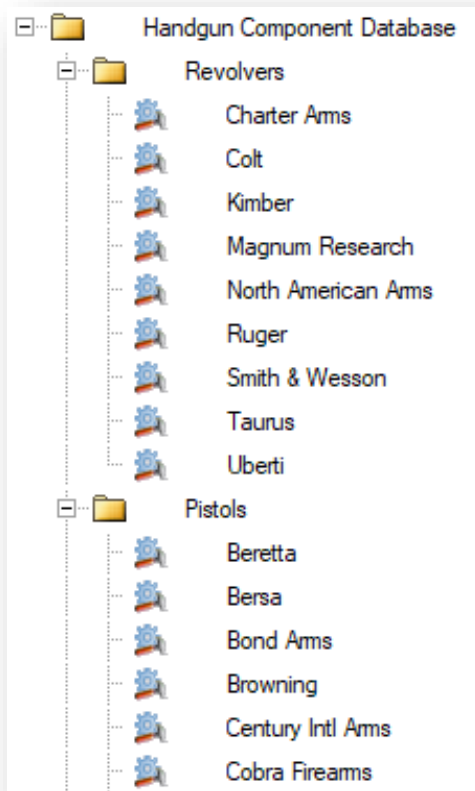 Handgun Component Database
Revolvers
Charter Arms
Colt
Kimber
Magnum Research
North American Arms
Ruger
Smith & Wesson
Taurus
Uberti
Pistols
Beretta
Bersa
Bond Arms
Browning
Century Intl Arms
Cobra Firearms